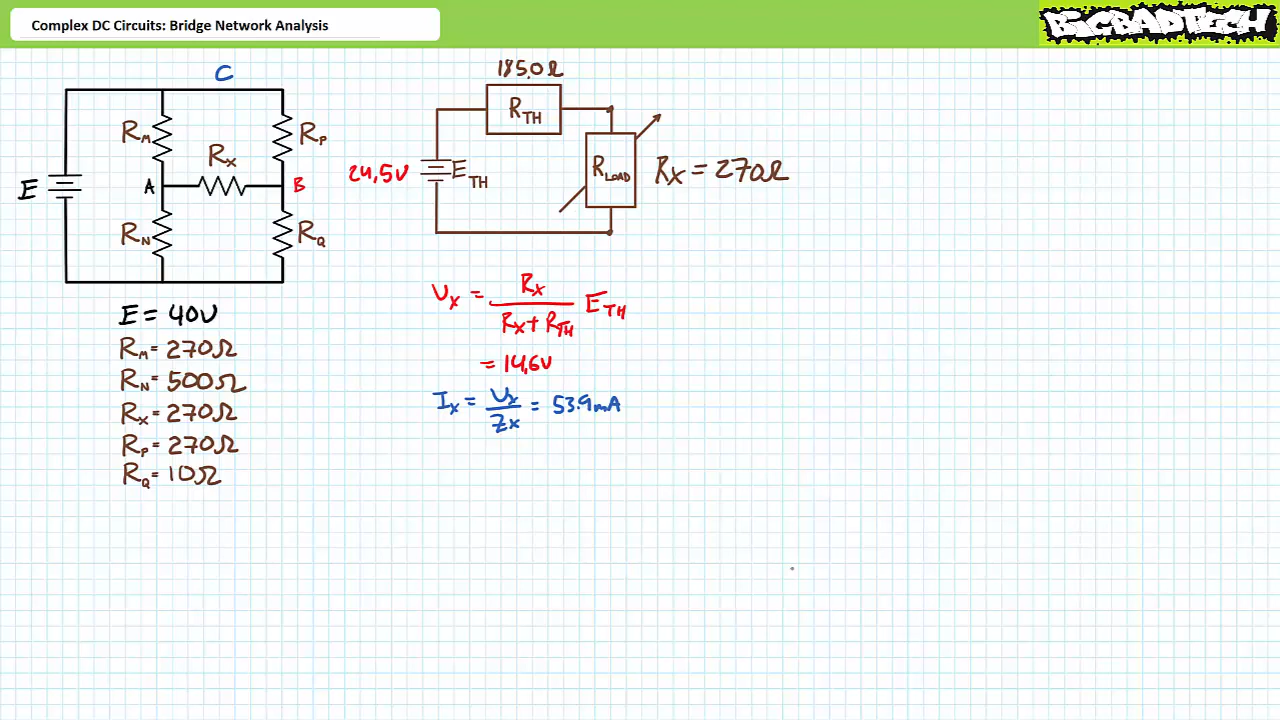 Complex DC Circuits: Bridge Network Analysis
BIGBADTECH
C
RM
RP
RX
E
A
B
RN
RQ
E = 40V
RM = 270Ω
RN = 500Ω
RX = 270Ω
RP = 270Ω
RQ = 10Ω
185.0Ω
RTH
24.5V
ETH
RLOAD
RX = 270Ω
VX = RX / RX + RTH ETH
= 14.6V
IX = VX / ZX = 53.9mA